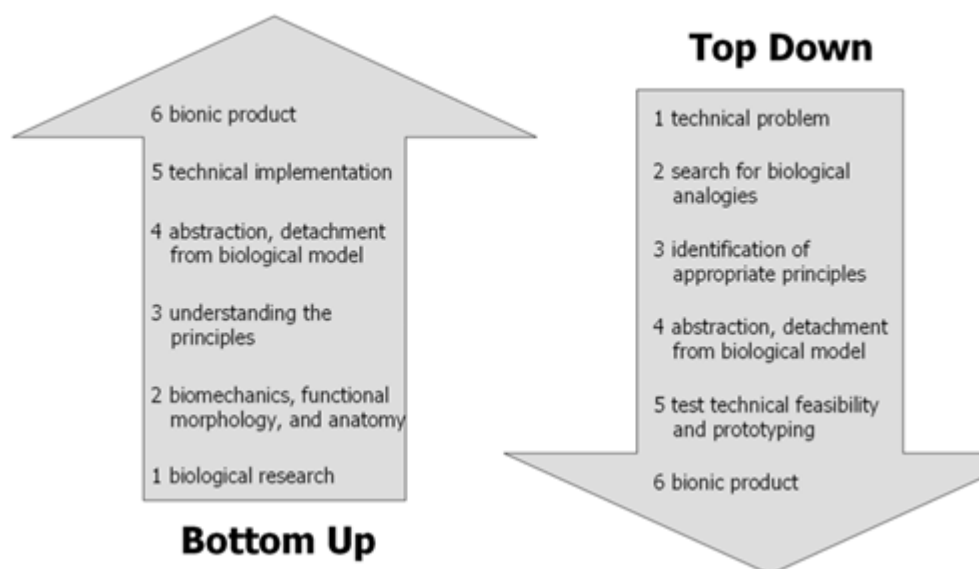 6 bionic product
5 technical implementation
4 abstraction, detachment
from biological model
3 understanding the
principles
2 biomechanics, functional
morphology, and anatomy
1 biological research
Bottom Up
Top Down
1 technical problem
2 search for biological
analogies
3 identification of
appropriate principles
4 abstraction, detachment
from biological model
5 test technical feasibility
and prototyping
6 bionic product